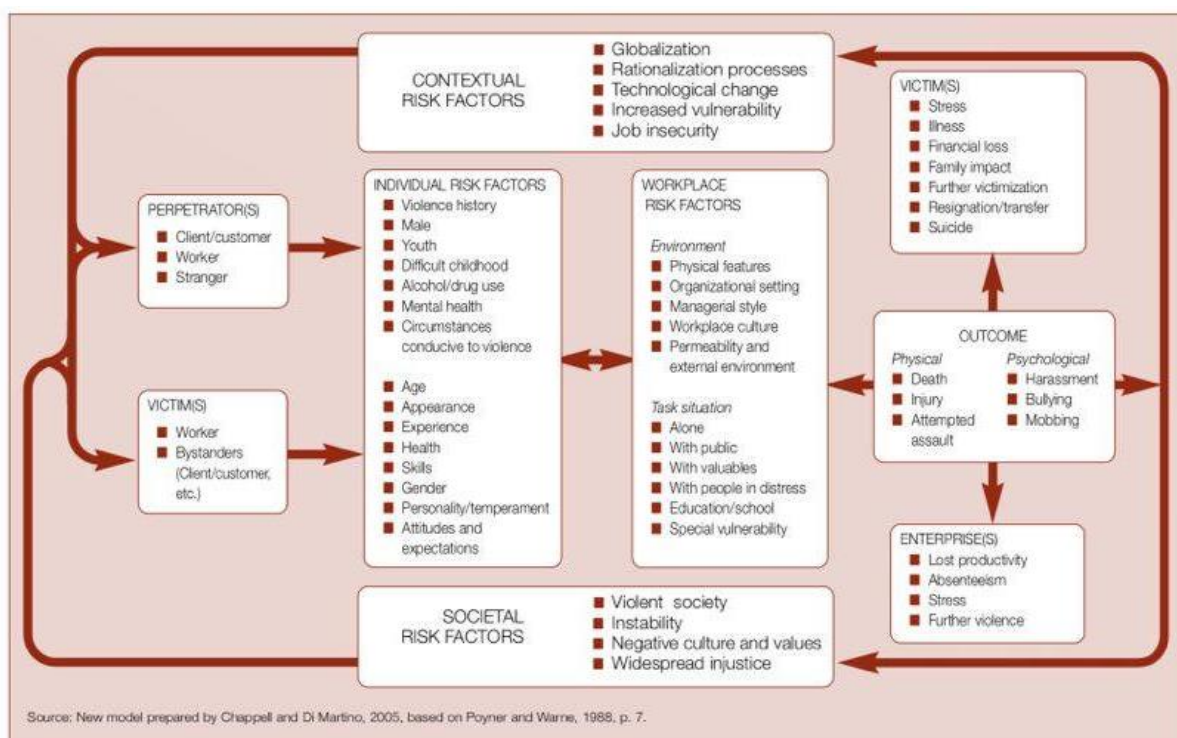 CONTEXTUAL
RISK FACTORS
Globalization
Rationalization processes
Technological change
Increased vulnerability
Job insecurity
PERPETRATOR(S)
Client/customer
Worker
Stranger
VICTIM(S)
Worker
Bystanders
(Client/customer,
etc.)
INDIVIDUAL RISK FACTORS
Violence history
Male
Youth
Difficult childhood
Alcohol/drug use
Mental health
Circumstances
conducive to violence
Age
Appearance
Experience
Health
Skills
Gender
Personality/temperament
Attitudes and
expectations
WORKPLACE
RISK FACTORS
Environment
Physical features
Organizational setting
Managerial style
Workplace culture
Permeability and
external environment
Task situation
Alone
With public
With valuables
With people in distress
Education/school
Special vulnerability
VICTIM(S)
Stress
Illness
Financial loss
Family impact
Further victimization
Resignation/transfer
Suicide
OUTCOME
Physical
Death
Injury
Attempted
assault
Psychological
Harassment
Bullying
Mobbing
ENTERPRISE(S)
Lost productivity
Absenteeism
Stress
Further violence
SOCIETAL
RISK FACTORS
Violent society
Instability
Negative culture and values
Widespread injustice
Source: New model prepared by Chappell and Di Martino, 2005, based on Poyner and Warne, 1988, p. 7.